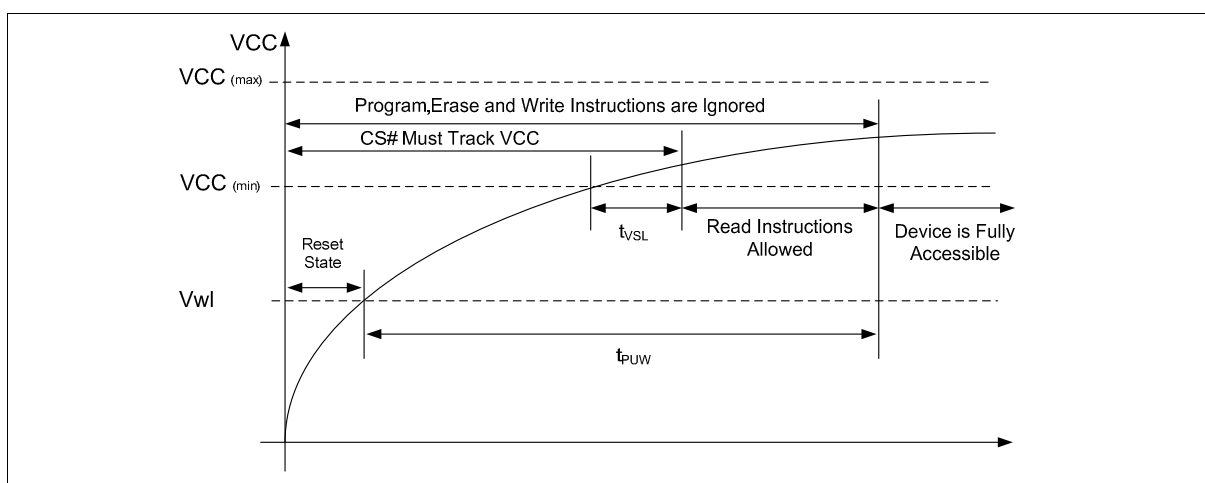 VCC
VCC (max)
Program,Erase and Write Instructions are Ignored
CS# Must Track VCC
VCC (min)
tVSL
Read Instructions
Allowed
Device is Fully
Accessible
Reset
State
VwI
tPUW